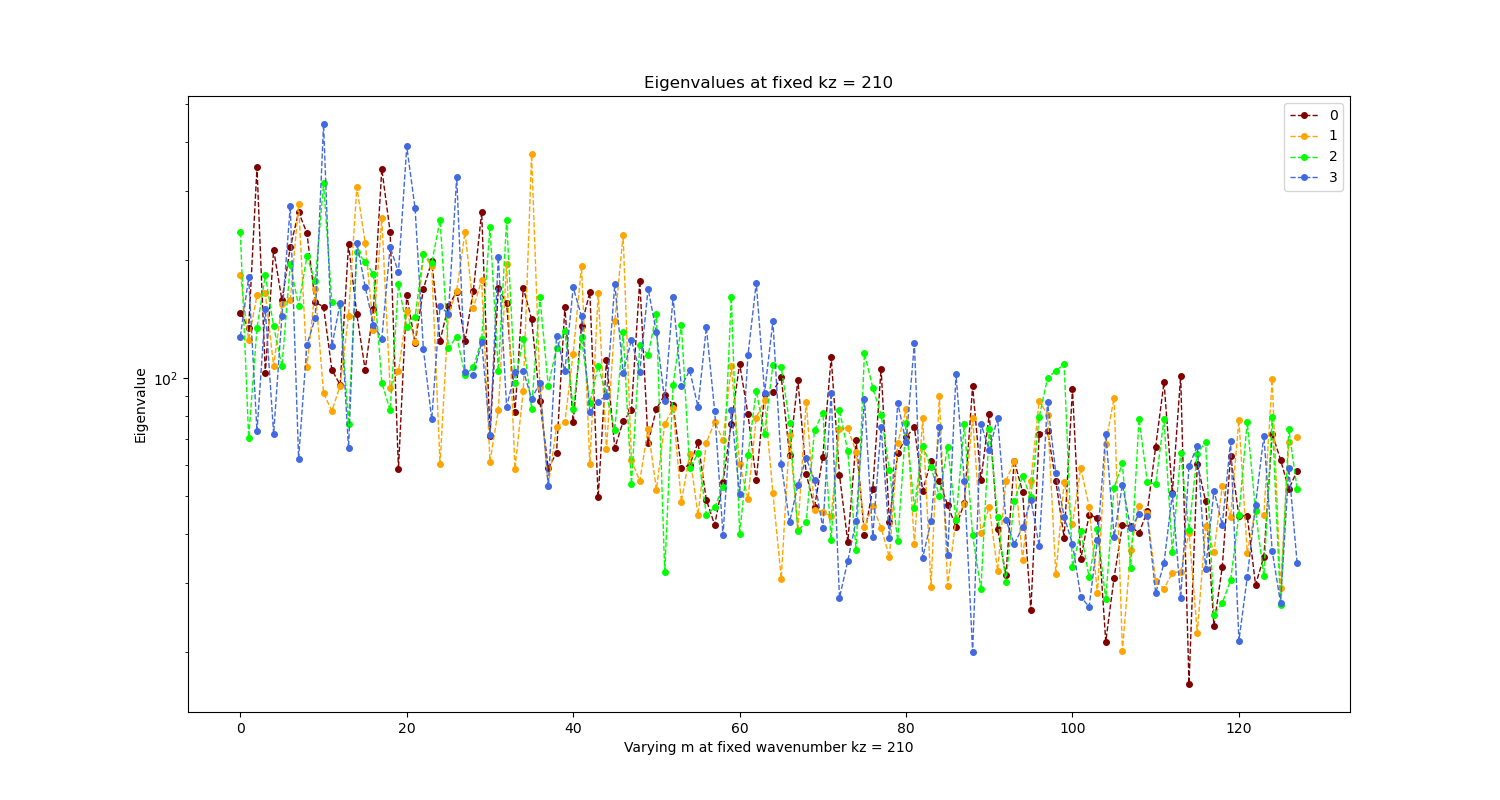 Eigenvalues at fixed kz = 210
0
1
2
3
10²
Eigenvalue
0 20 40 60 80 100 120
Varying m at fixed wavenumber kz = 210